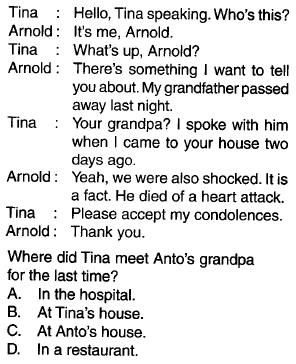 Tina : Hello, Tina speaking. Who's this?
Arnold : It's me, Arnold.
Tina : What's up, Arnold?
Arnold : There's something I want to tell
you about. My grandfather passed
away last night.
Tina : Your grandpa? I spoke with him
when I came to your house two
days ago.
Arnold : Yeah, we were also shocked. It is
a fact. He died of a heart attack.
Tina : Please accept my condolences.
Arnold : Thank you.
Where did Tina meet Anto's grandpa
for the last time?
A. In the hospital.
B. At Tina's house.
C. At Anto's house.
D. In a restaurant.